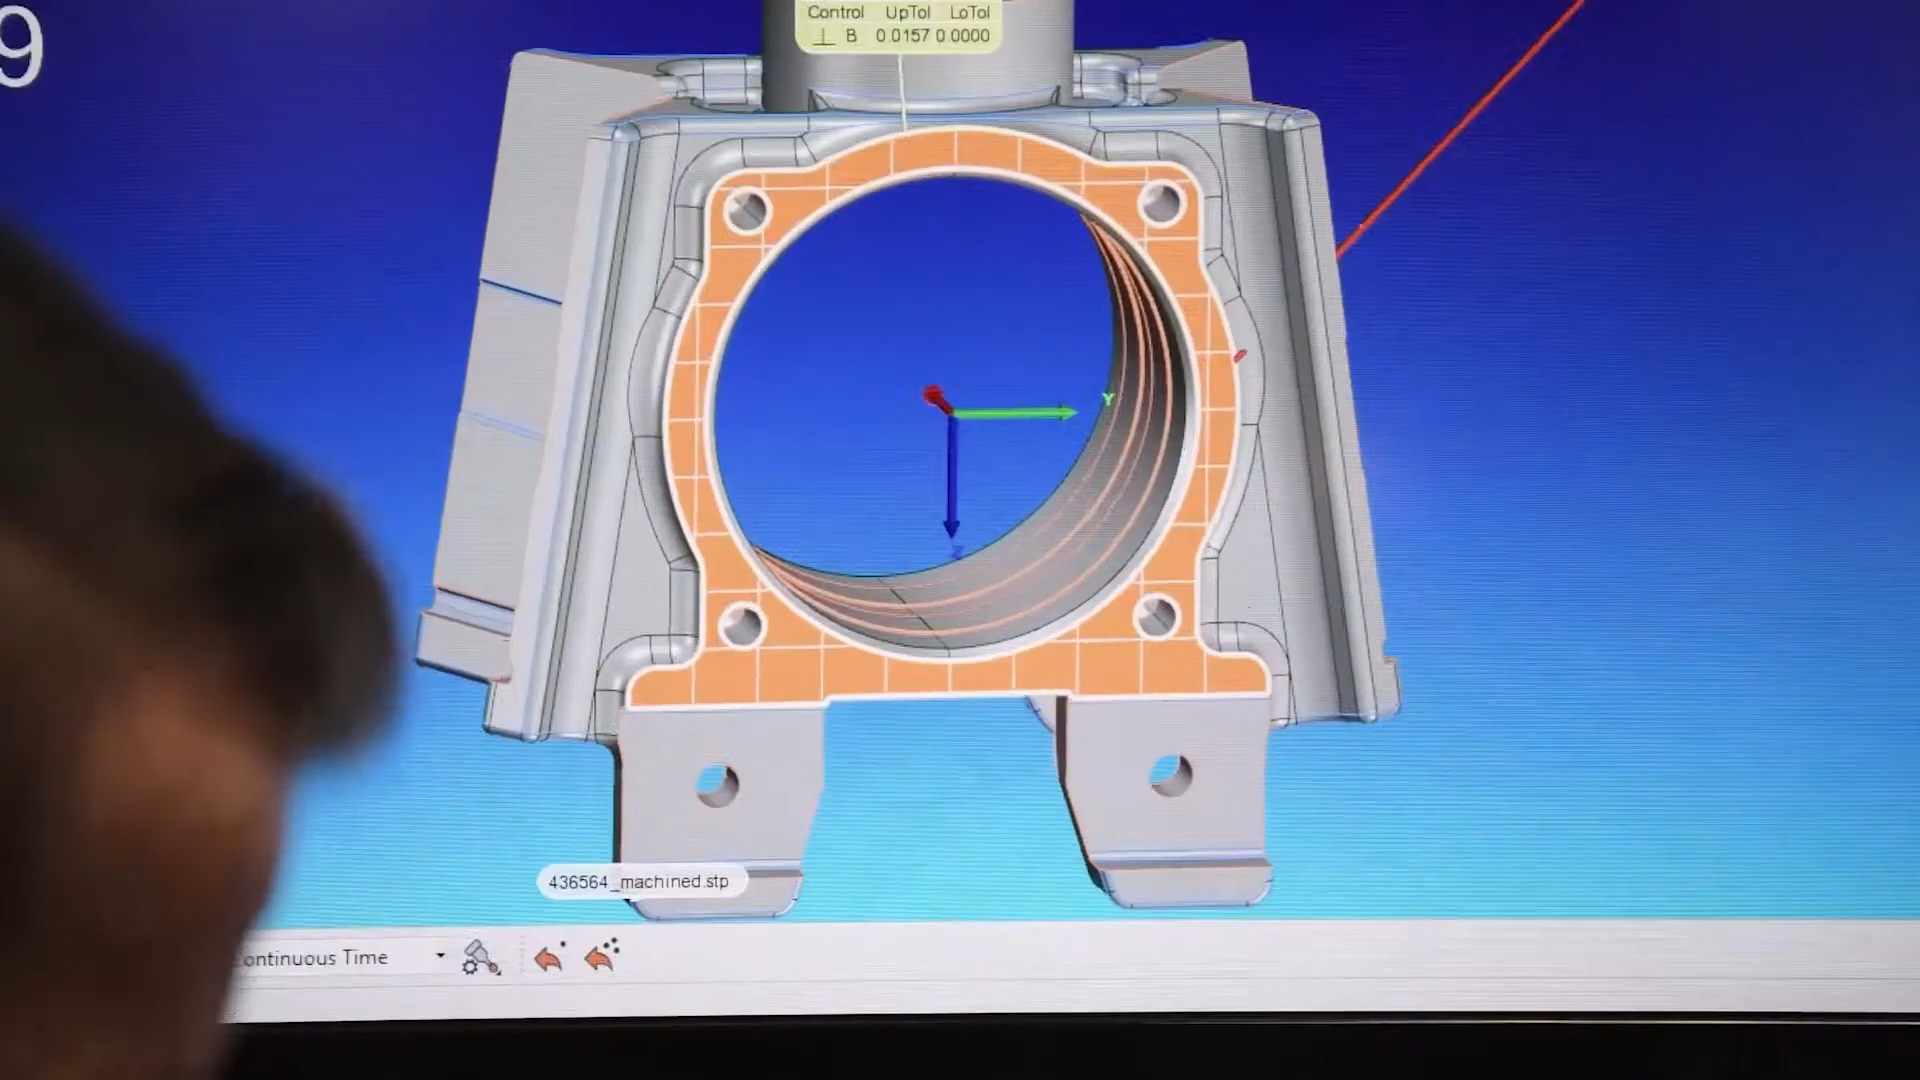 9
Control UpTol LoTol
⊥ B 0.0157 0.0000
Y
Z
436564_machined.stp
ontinuous Time